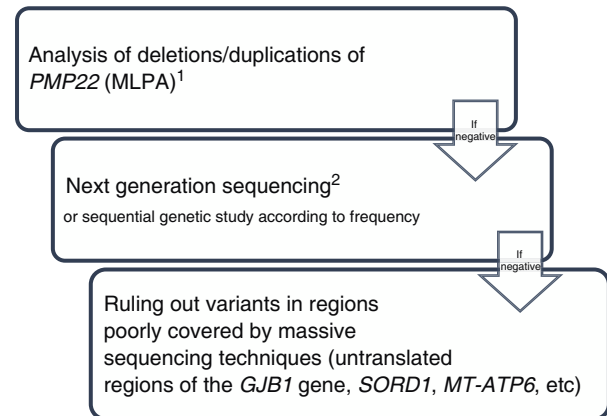 Analysis of deletions/duplications of
PMP22 (MLPA)¹
If
negative
Next generation sequencing²
or sequential genetic study according to frequency
If
negative
Ruling out variants in regions
poorly covered by massive
sequencing techniques (untranslated
regions of the GJB1 gene, SORD1, MT-ATP6, etc)